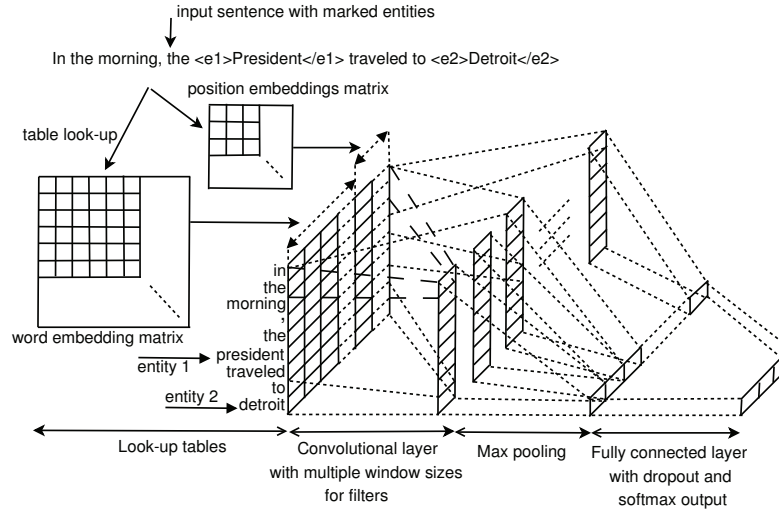 input sentence with marked entities
In the morning, the <e1>President</e1> traveled to <e2>Detroit</e2>
position embeddings matrix
table look-up
in
the
morning
,
the
president
traveled
to
detroit
word embedding matrix
entity 1
entity 2
Look-up tables
Convolutional layer
with multiple window sizes
for filters
Max pooling
Fully connected layer
with dropout and
softmax output